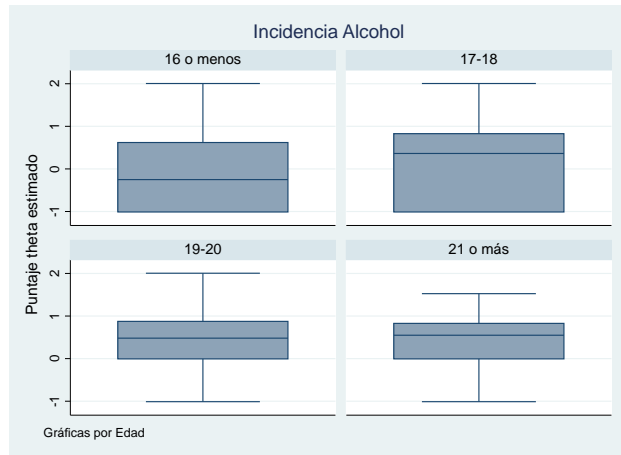 Incidencia Alcohol
16 o menos
17-18
2
1
0
-1
19-20
21 o más
2
1
0
-1
Puntaje theta estimado
Gráficas por Edad